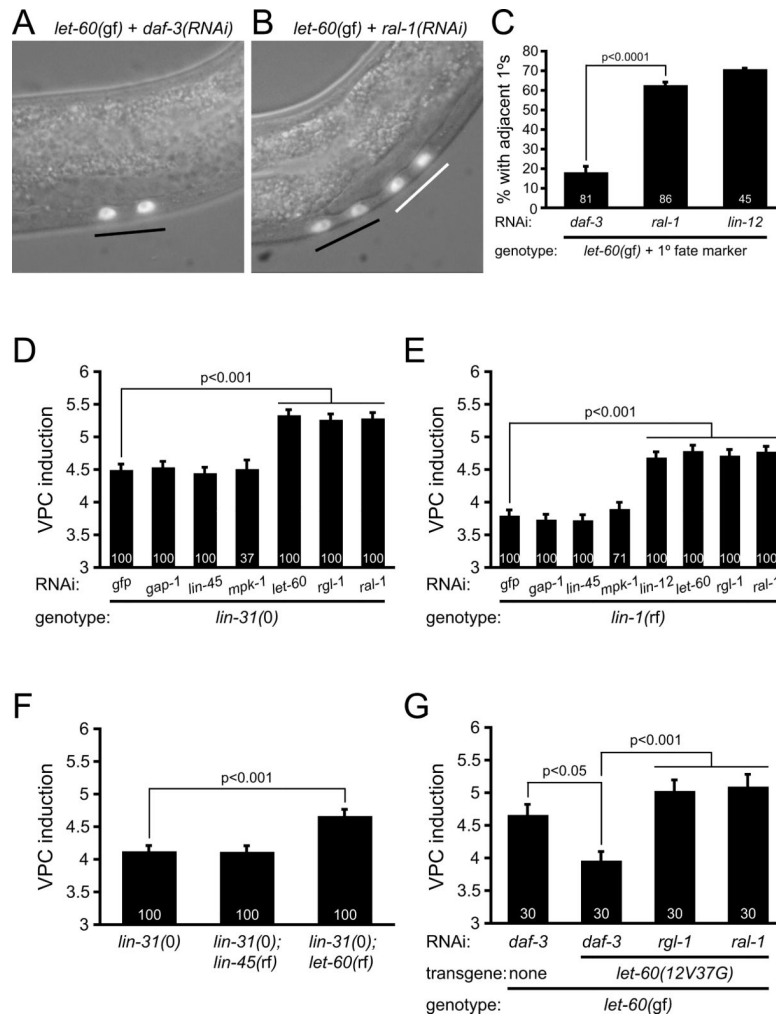 A
let-60(gf) + daf-3(RNAi)
B
let-60(gf) + ral-1(RNAi)
C
% with adjacent 1ºs
80
70
60
50
40
30
20
10
0
p<0.0001
81
86
45
RNAi: daf-3 ral-1 lin-12
genotype: let-60(gf) + 1º fate marker
D
VPC induction
6
5.5
5
4.5
4
3.5
3
p<0.001
100 100 100 37 100 100 100
RNAi: gfp gap-1 lin-45 mpk-1 let-60 rgl-1 ral-1
genotype: lin-31(0)
E
VPC induction
6
5.5
5
4.5
4
3.5
3
p<0.001
100 100 100 71 100 100 100 100
RNAi: gfp gap-1 lin-45 mpk-1 lin-12 let-60 rgl-1 ral-1
genotype: lin-1(rf)
F
VPC induction
6
5.5
5
4.5
4
3.5
3
p<0.001
100 100 100
lin-31(0) lin-31(0); lin-31(0);
lin-45(rf) let-60(rf)
G
VPC induction
6
5.5
5
4.5
4
3.5
3
p<0.001
p<0.05
30 30 30 30
RNAi: daf-3 daf-3 rgl-1 ral-1
transgene: none let-60(12V37G)
genotype: let-60(gf)